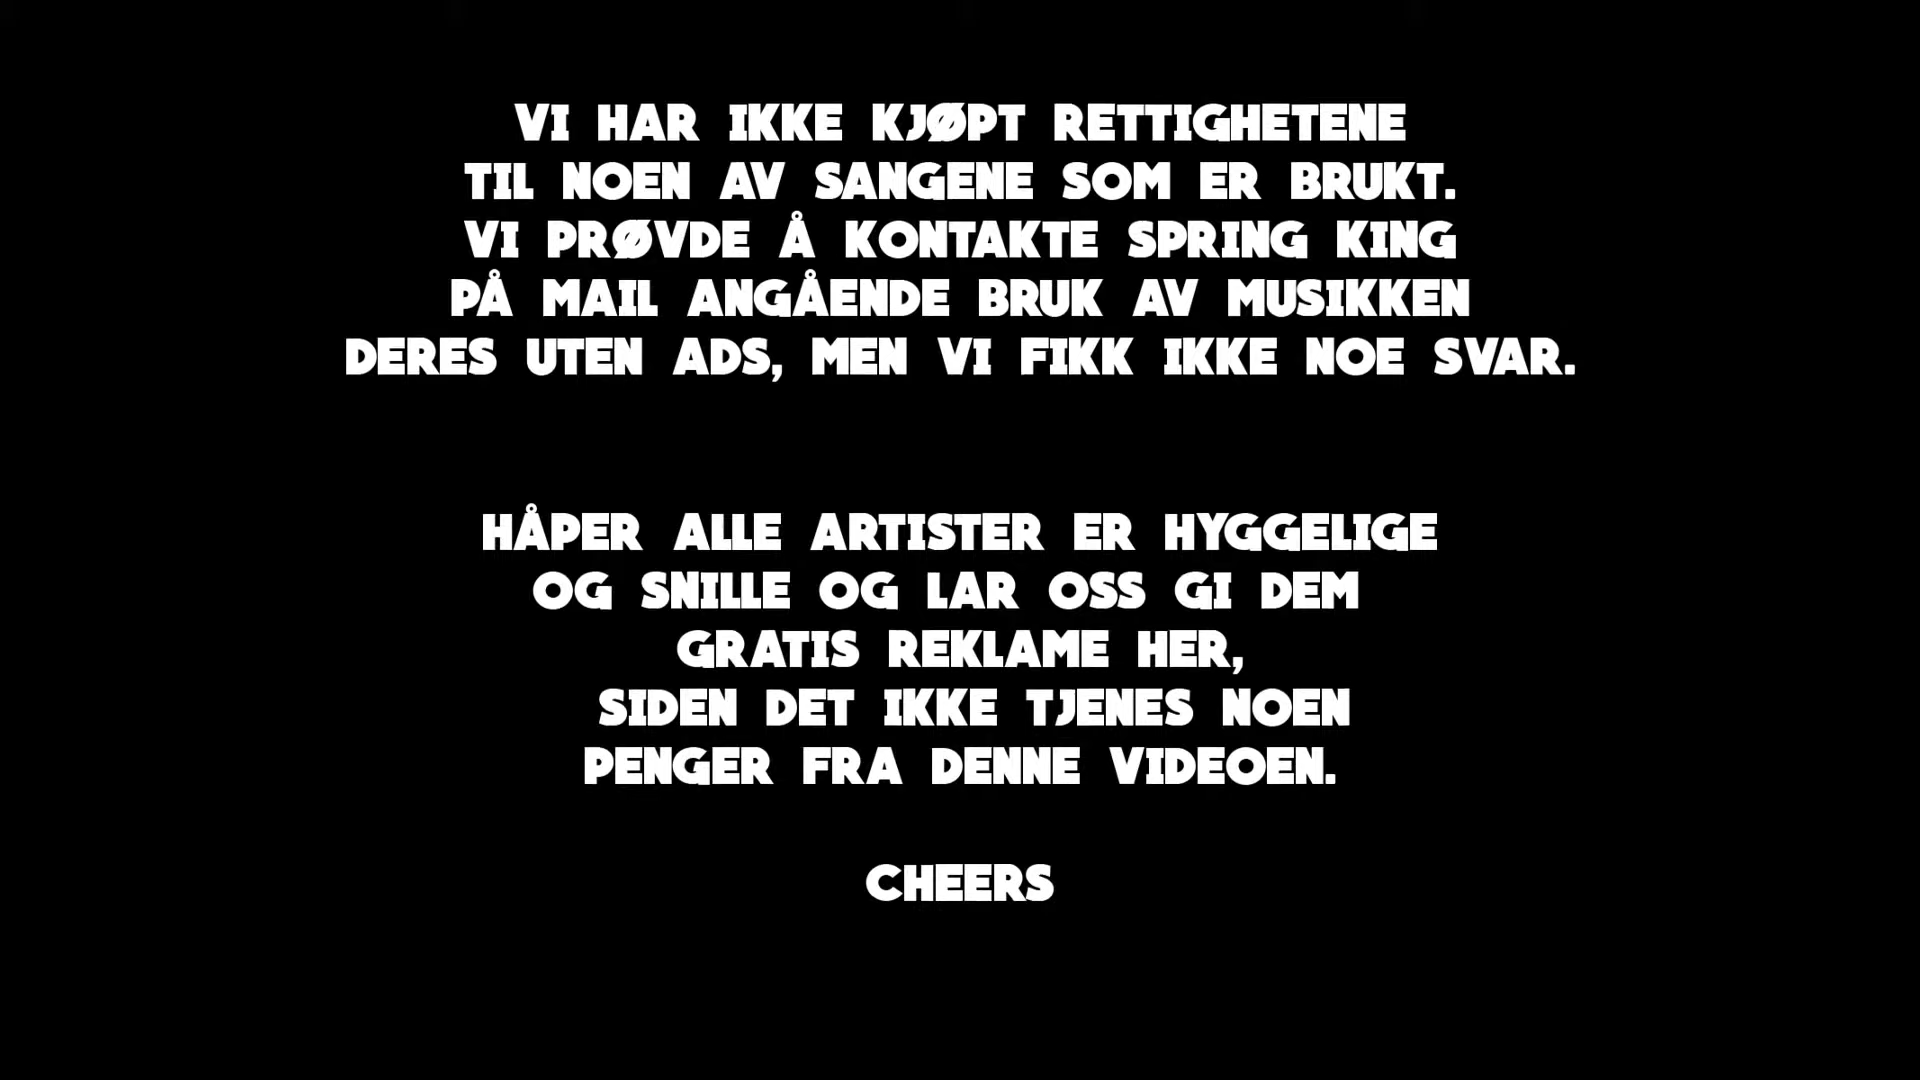 VI HAR IKKE KJØPT RETTIGHETENE
TIL NOEN AV SANGENE SOM ER BRUKT.
VI PRØVDE Å KONTAKTE SPRING KING
PÅ MAIL ANGÅENDE BRUK AV MUSIKKEN
DERES UTEN ADS, MEN VI FIKK IKKE NOE SVAR.
HÅPER ALLE ARTISTER ER HYGGELIGE
OG SNILLE OG LAR OSS GI DEM
GRATIS REKLAME HER,
SIDEN DET IKKE TJENES NOEN
PENGER FRA DENNE VIDEOEN.
CHEERS